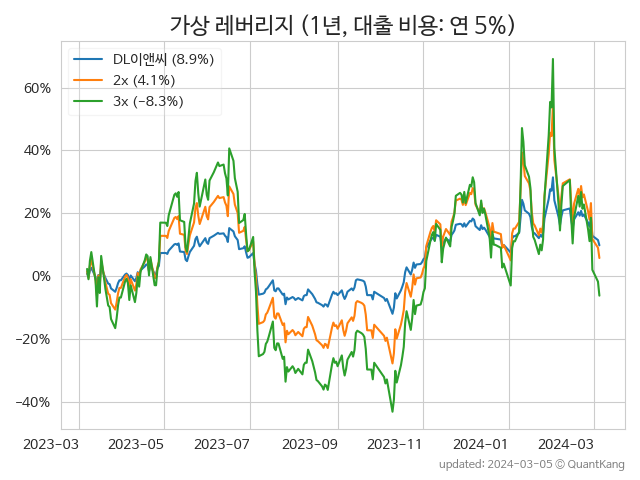 가상 레버리지 (1년, 대출 비용: 연 5%)
DL이앤씨 (8.9%)
2x (4.1%)
3x (−8.3%)
60%
40%
20%
0%
−20%
−40%
2023-03 2023-05 2023-07 2023-09 2023-11 2024-01 2024-03
updated: 2024-03-05 © QuantKang